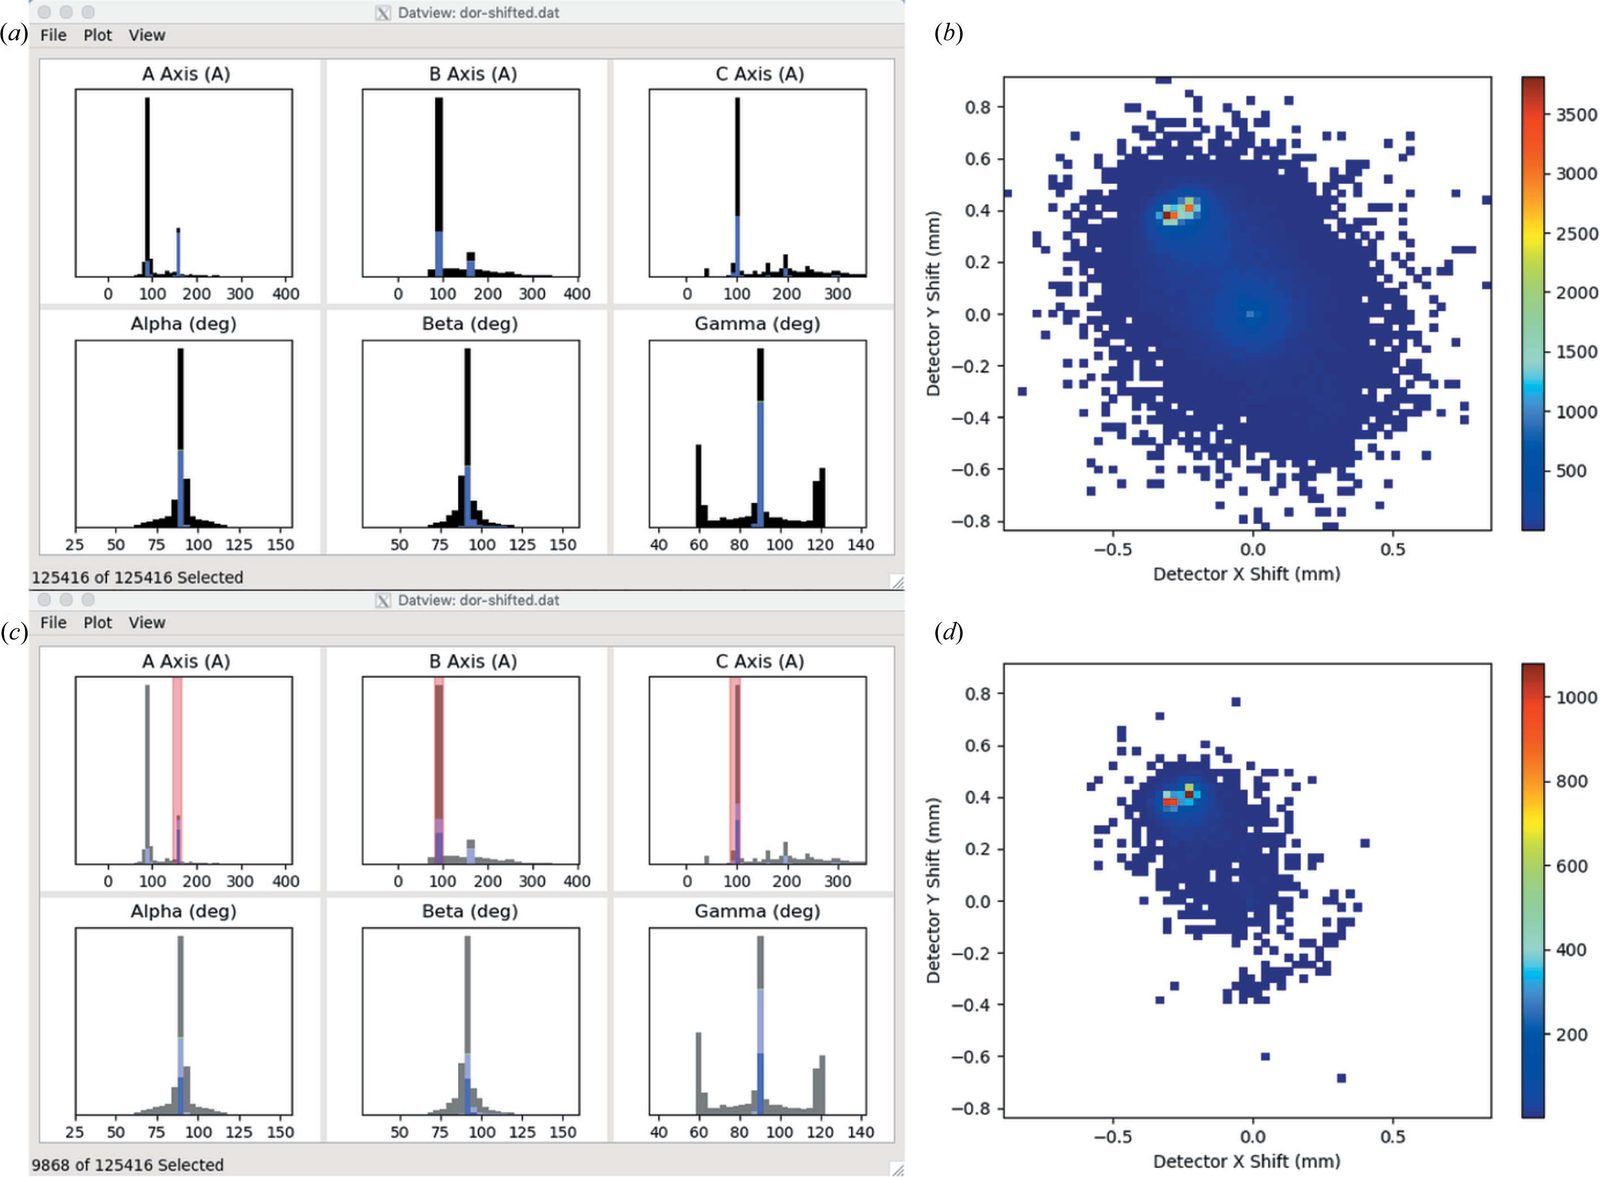 (a)
Datview: dor-shifted.dat
File Plot View
A Axis (A) B Axis (A) C Axis (A)
0 100 200 300 400 0 100 200 300 400 0 100 200 300
Alpha (deg) Beta (deg) Gamma (deg)
25 50 75 100 125 150 50 75 100 125 150 40 60 80 100 120 140
125416 of 125416 Selected
(b)
0.8
0.6
0.4
0.2
0.0
−0.2
−0.4
−0.6
−0.8
Detector Y Shift (mm)
−0.5 0.0 0.5
Detector X Shift (mm)
3500
3000
2500
2000
1500
1000
500
(c)
Datview: dor-shifted.dat
File Plot View
A Axis (A) B Axis (A) C Axis (A)
0 100 200 300 400 0 100 200 300 400 0 100 200 300
Alpha (deg) Beta (deg) Gamma (deg)
25 50 75 100 125 150 50 75 100 125 150 40 60 80 100 120 140
9868 of 125416 Selected
(d)
0.8
0.6
0.4
0.2
0.0
−0.2
−0.4
−0.6
−0.8
Detector Y Shift (mm)
−0.5 0.0 0.5
Detector X Shift (mm)
1000
800
600
400
200